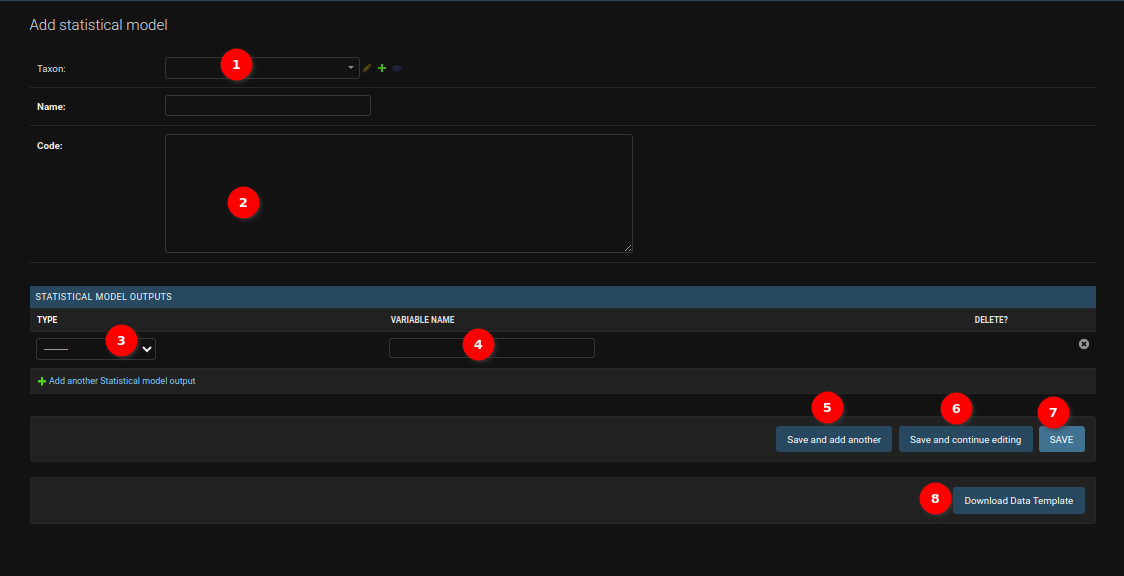 Add statistical model
Taxon:
1
Name:
Code:
2
STATISTICAL MODEL OUTPUTS
TYPE VARIABLE NAME DELETE?
---------
3
4
Add another Statistical model output
5 6 7
Save and add another Save and continue editing SAVE
8
Download Data Template